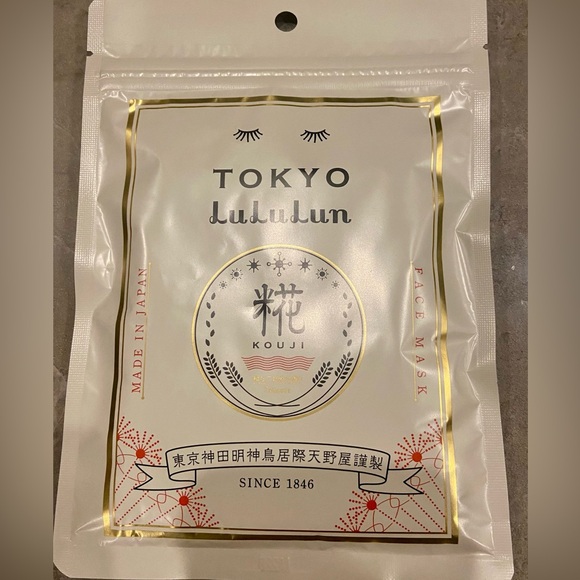 TOKYO
LuLuLun
糀
KOUJI
MADE IN JAPAN
FACE MASK
東京神田明神鳥居際天野屋謹製
SINCE 1846